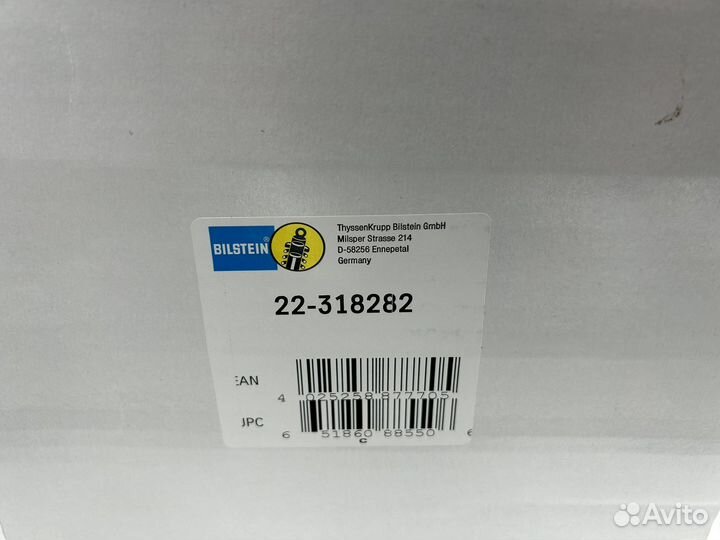 BILSTEIN®
ThyssenKrupp Bilstein GmbH
Milsper Strasse 214
D-58256 Ennepetal
Germany
22-318282
EAN
4 025258 877705
UPC
6 51860 88550 6
c
Avito